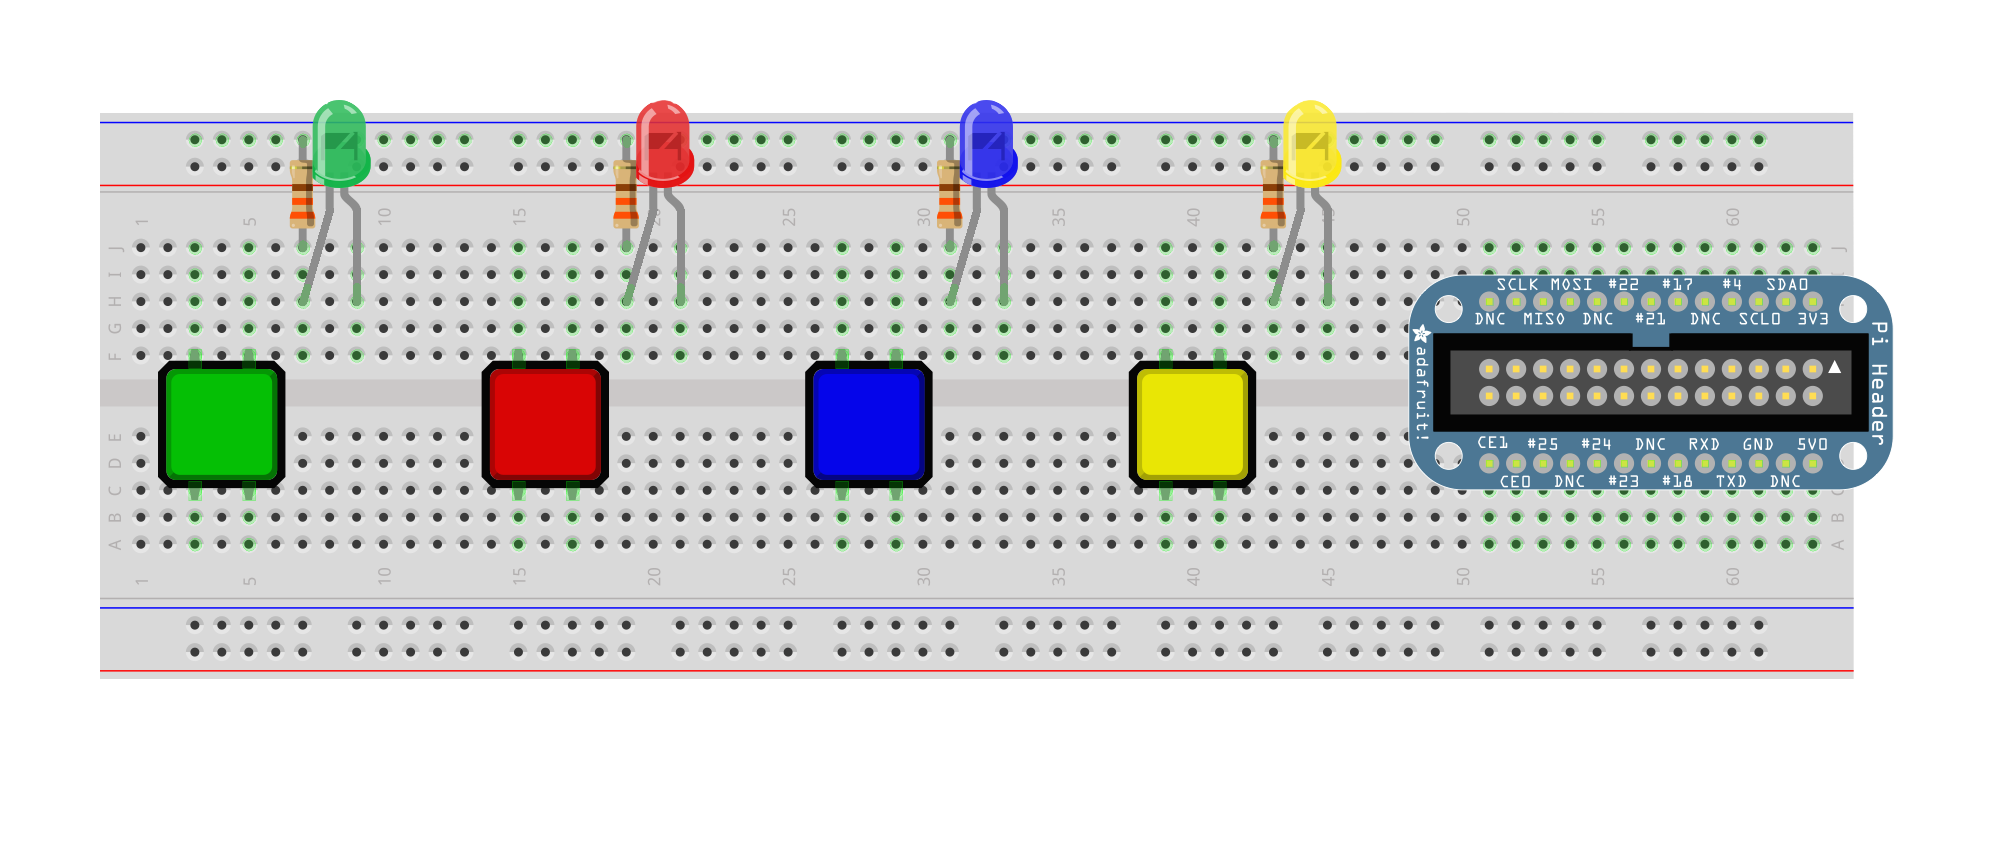 1 5 10 15 20 25 30 35 40 45 50 55 60
J J
I
H
G
F
SCLK MOSI #22 #17 #4 SDA0
DNC MISO DNC #21 DNC SCL0 3V3
adafruit!
Pi Header
E
D
C C
B B
A A
CE1 #25 #24 DNC RXD GND 5V0
CE0 DNC #23 #18 TXD DNC
1 5 10 15 20 25 30 35 40 45 50 55 60